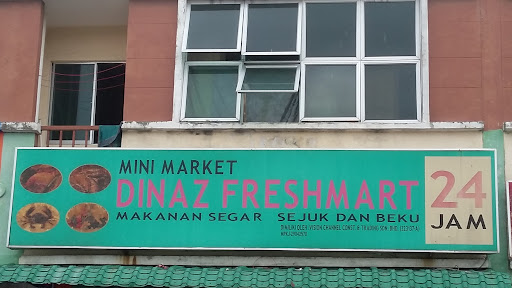 MINI MARKET
DINAZ FRESHMART
MAKANAN SEGAR SEJUK DAN BEKU
24
JAM